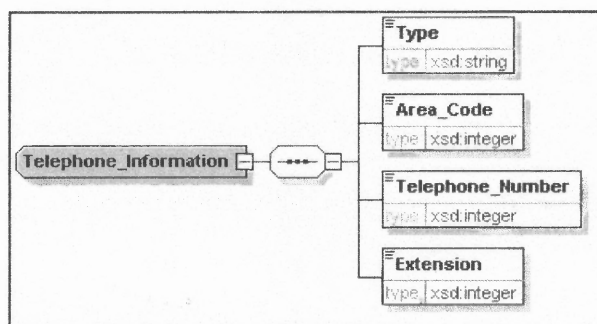 Type
type xsd:string
Area_Code
type xsd:integer
Telephone_Information
Telephone_Number
type xsd:integer
Extension
type xsd:integer